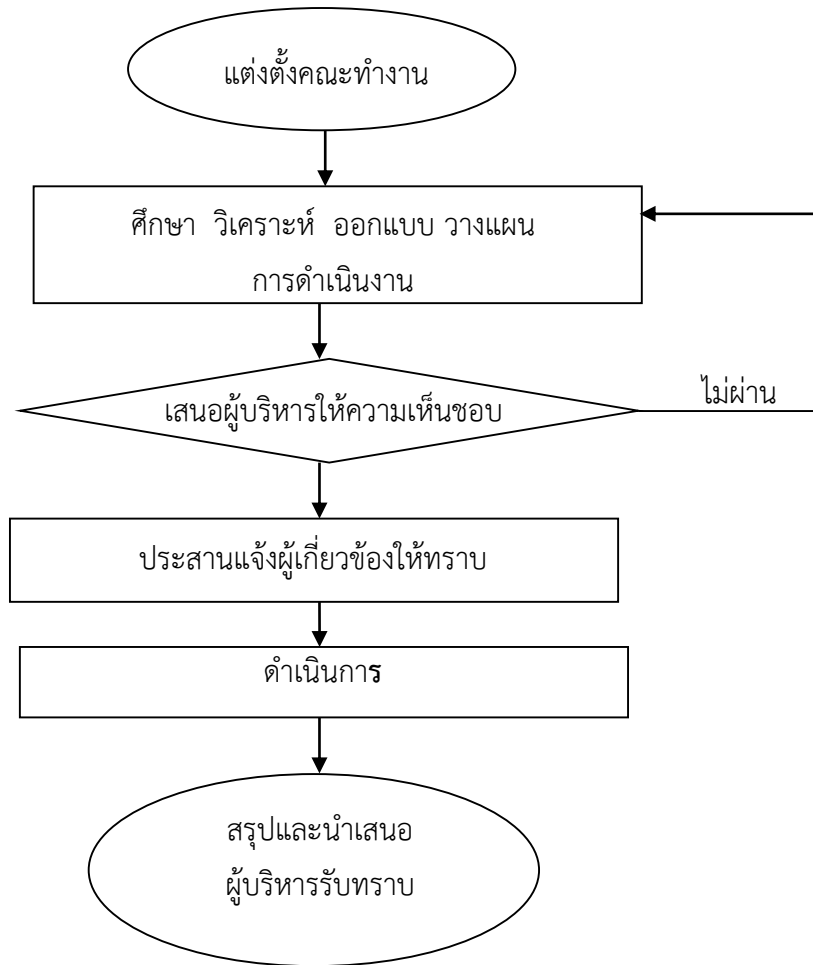 แต่งตั้งคณะทำงาน
ศึกษา วิเคราะห์ ออกแบบ วางแผน
การดำเนินงาน
เสนอผู้บริหารให้ความเห็นชอบ
ไม่ผ่าน
ประสานแจ้งผู้เกี่ยวข้องให้ทราบ
ดำเนินการ
สรุปและนำเสนอ
ผู้บริหารรับทราบ